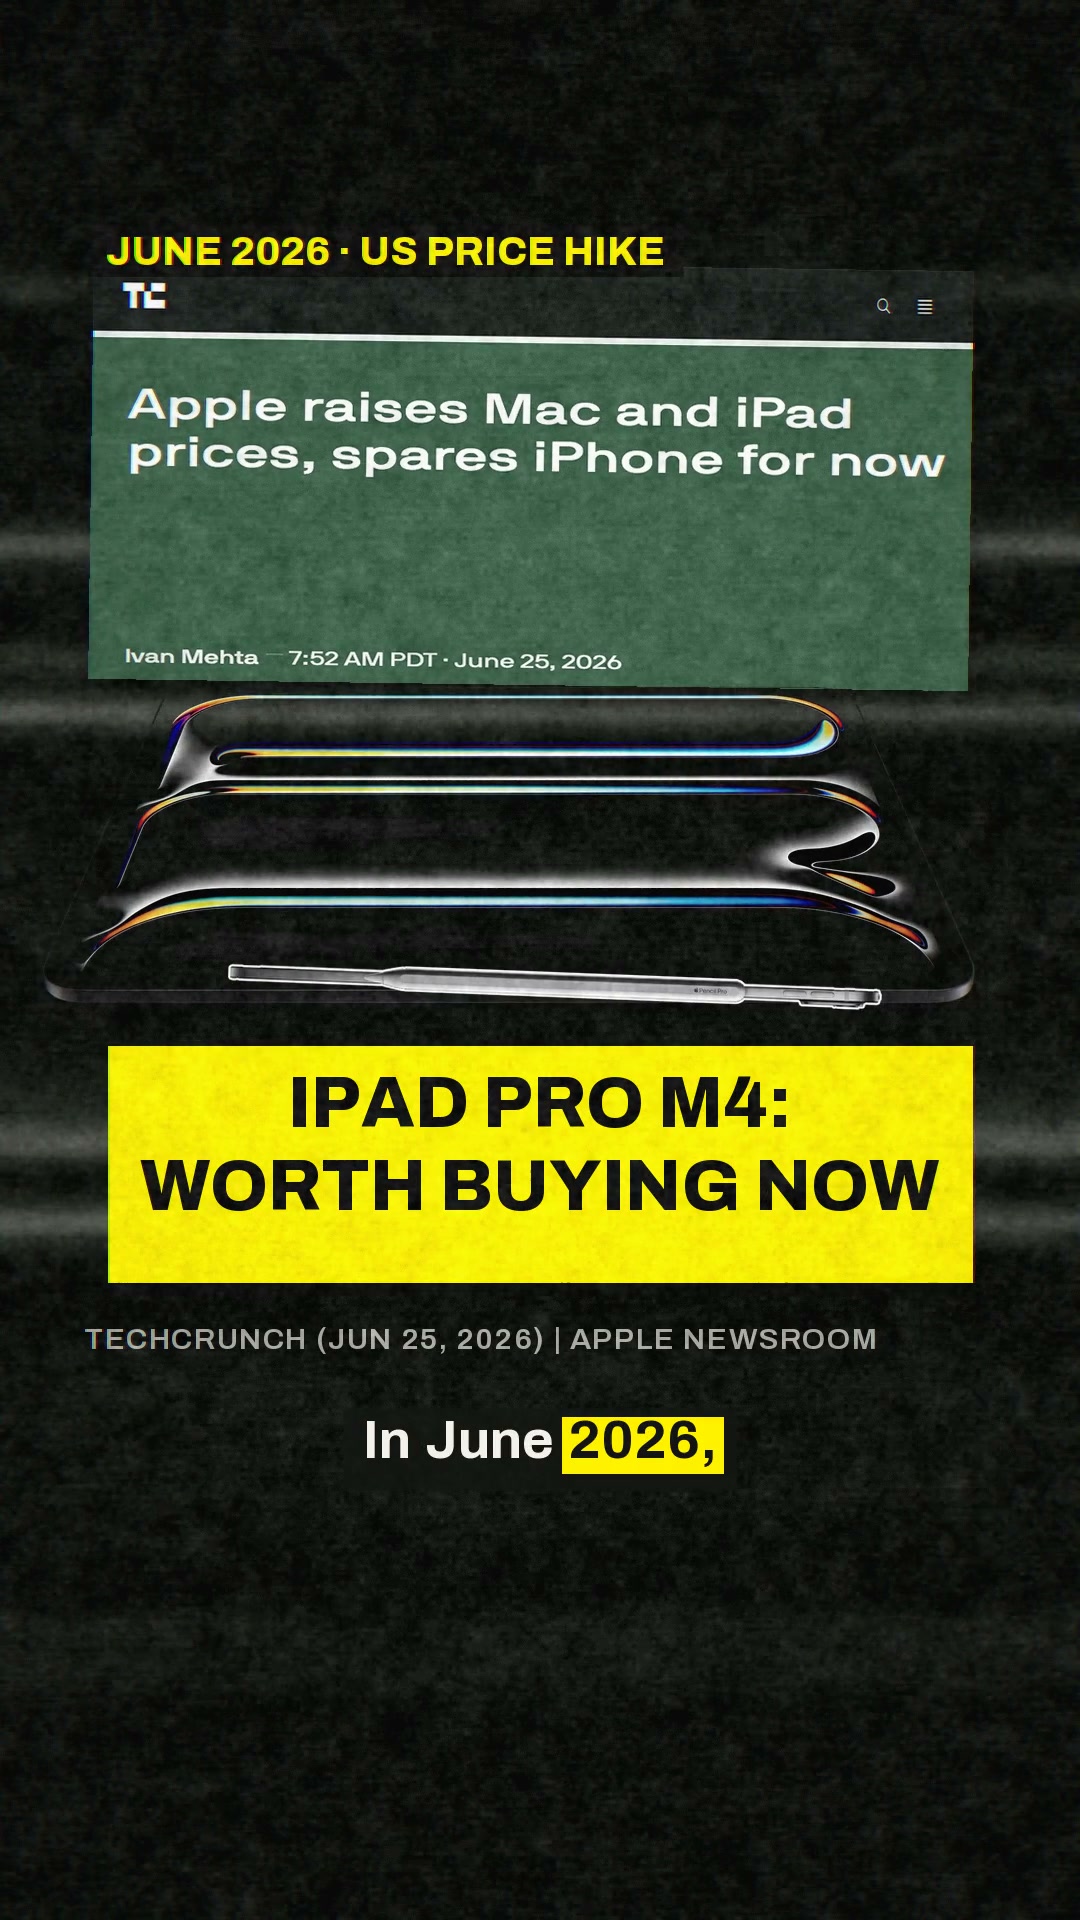 JUNE 2026 · US PRICE HIKE
TC
Apple raises Mac and iPad
prices, spares iPhone for now
Ivan Mehta — 7:52 AM PDT · June 25, 2026
Pencil Pro
IPAD PRO M4:
WORTH BUYING NOW
TECHCRUNCH (JUN 25, 2026) | APPLE NEWSROOM
In June 2026,